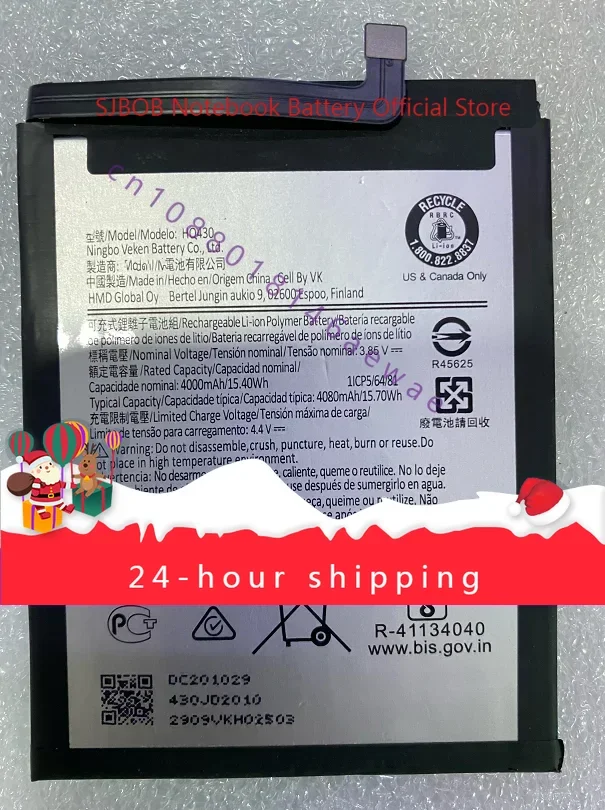 SJBOB Notebook Battery Official Store
型號/Model/Modelo: HQ430
Ningbo Veken Battery Co., Ltd.
製造商: 電池有限公司
中國製造/Made in/Hecho en/Origem China Cell By VK
HMD Global Oy Bertel Jungin aukio 9, 02600 Espoo, Finland
RECYCLE
RBRC
Li-ion
1.800.822.8837
US & Canada Only
可充式鋰離子電池組/Rechargeable Li-ion Polymer Battery/Bateria recargable
de polímero de iones de litio/Bateria recarregável de polímero de íons de lítio
標稱電壓/Nominal Voltage/Tensión nominal/Tensão nominal: 3.85 V
額定電容量/Rated Capacity/Capacidad nominal/
Capacidade nominal: 4000mAh/15.40Wh 1ICP5/64/81
Typical Capacity/Capacidad típica/Capacidade típica: 4080mAh/15.70Wh
充電限制電壓/Limited Charge Voltage/Tensión máxima de carga/
Limite de tensão para carregamento: 4.4 V
R45625
廢電池請回收
Warning: Do not disassemble, crush, puncture, heat, burn or reuse. Do
not place in high temperature environment.
caliente, queme o reutilice. No lo deje
use después de sumergirlo en agua.
queime ou reutilize. Não
24-hour shipping
R-41134040
www.bis.gov.in
DC201029
430JD2010
2909VKH02503